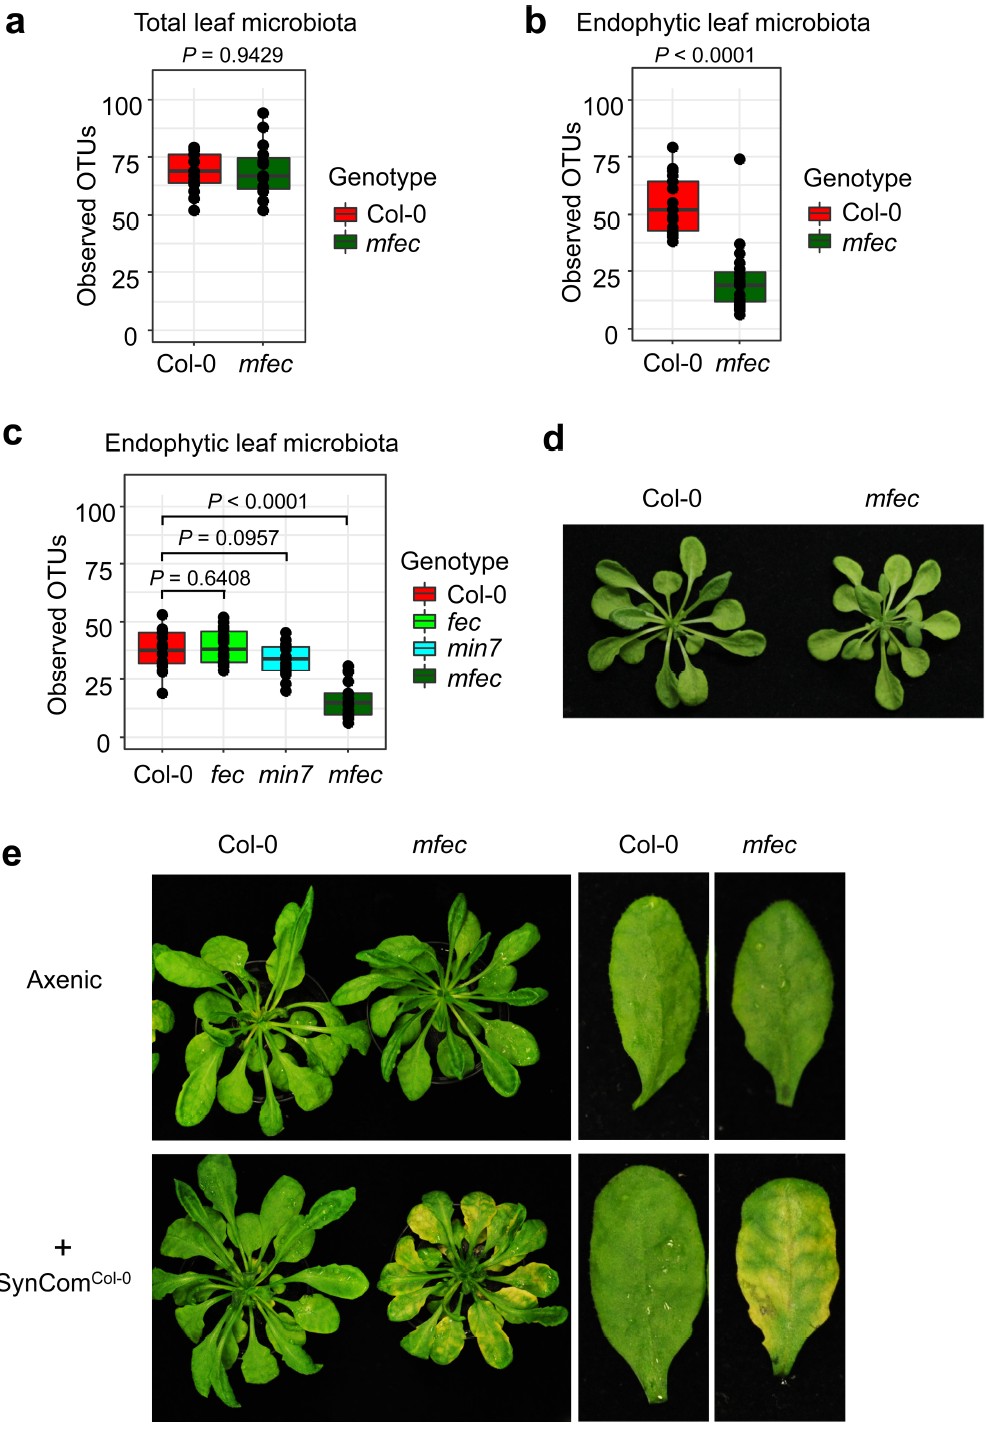 a
Total leaf microbiota
P = 0.9429
100
75
50
25
0
Observed OTUs
Col-0
mfec
Genotype
Col-0
mfec
b
Endophytic leaf microbiota
P < 0.0001
100
75
50
25
0
Observed OTUs
Col-0
mfec
Genotype
Col-0
mfec
c
Endophytic leaf microbiota
P < 0.0001
P = 0.0957
P = 0.6408
100
75
50
25
0
Observed OTUs
Col-0
fec
min7
mfec
Genotype
Col-0
fec
min7
mfec
d
Col-0
mfec
e
Col-0
mfec
Col-0
mfec
Axenic
+
SynComCol-0